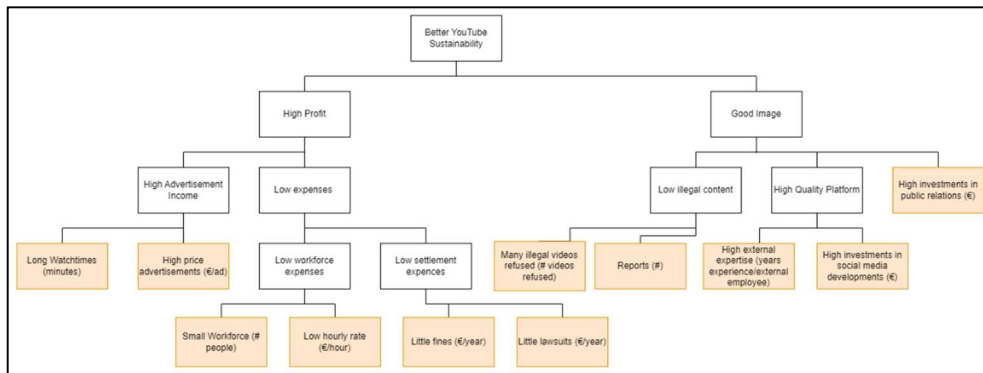 Better YouTube
Sustainability
High Profit
Good Image
High Advertisement
Income
Low expenses
Low illegal content
High Quality Platform
High investments in
public relations (€)
Long Watchtimes
(minutes)
High price
advertisements (€/ad)
Low workforce
expenses
Low settlement
expences
Many illegal videos
refused (# videos
refused)
Reports (#)
High external
expertise (years
experience/external
employee)
High investments in
social media
developments (€)
Small Workforce (#
people)
Low hourly rate
(€/hour)
Little fines (€/year)
Little lawsuits (€/year)